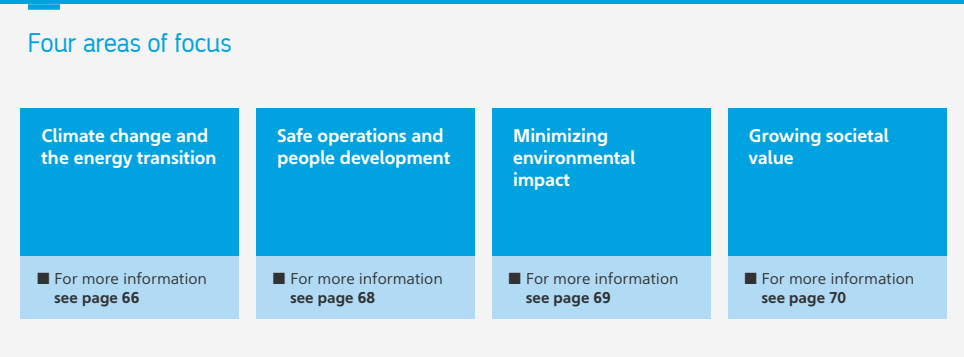 Four areas of focus
Climate change and
the energy transition
■ For more information
see page 66
Safe operations and
people development
■ For more information
see page 68
Minimizing
environmental
impact
■ For more information
see page 69
Growing societal
value
■ For more information
see page 70